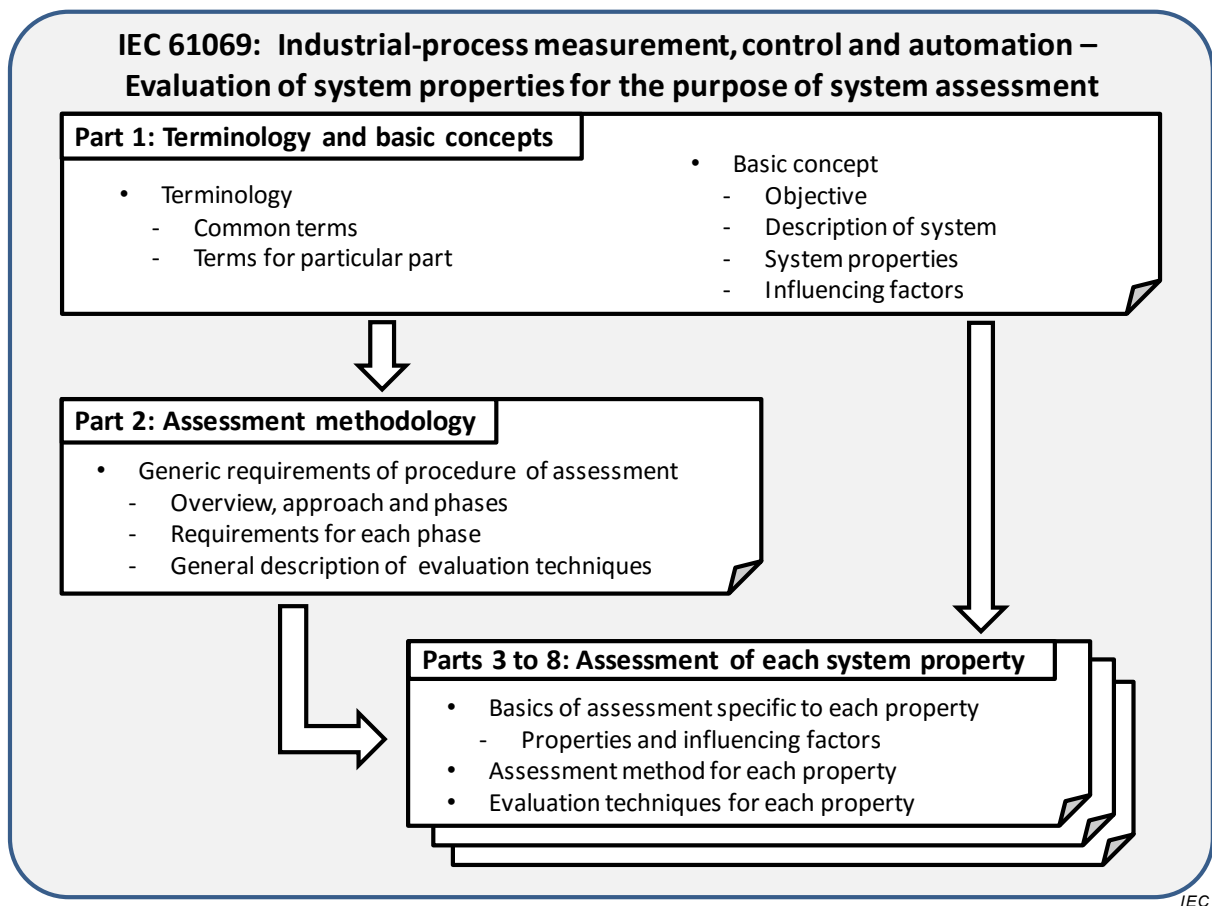 IEC 61069: Industrial-process measurement, control and automation –
Evaluation of system properties for the purpose of system assessment
Part 1: Terminology and basic concepts
• Terminology
- Common terms
- Terms for particular part
• Basic concept
- Objective
- Description of system
- System properties
- Influencing factors
Part 2: Assessment methodology
• Generic requirements of procedure of assessment
- Overview, approach and phases
- Requirements for each phase
- General description of evaluation techniques
Parts 3 to 8: Assessment of each system property
• Basics of assessment specific to each property
- Properties and influencing factors
• Assessment method for each property
• Evaluation techniques for each property
IEC